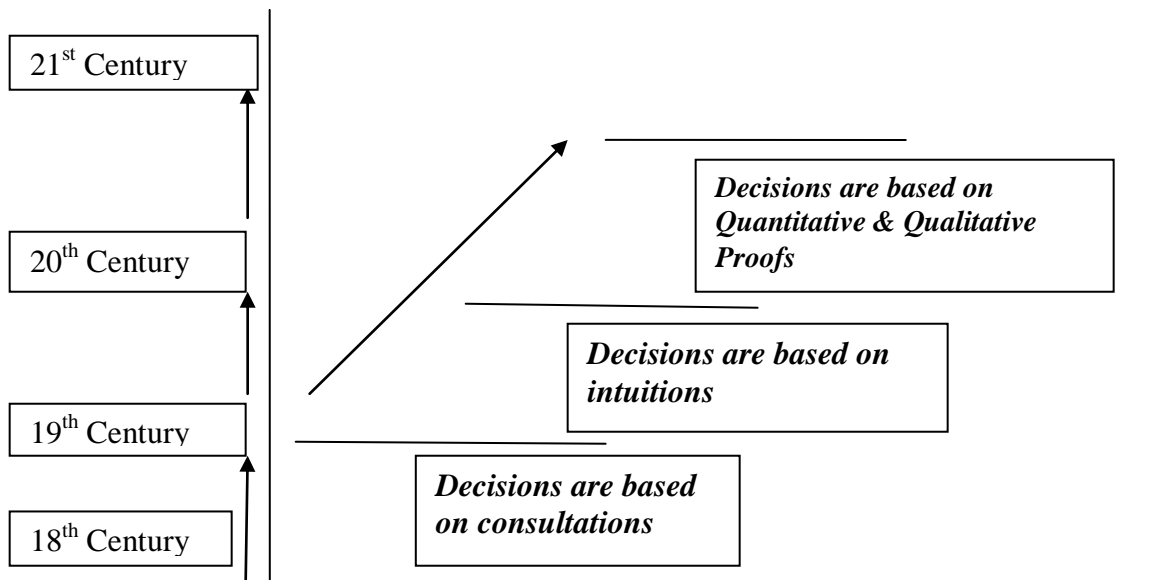 21st Century
Decisions are based on
Quantitative & Qualitative
Proofs
20th Century
Decisions are based on
intuitions
19th Century
Decisions are based
on consultations
18th Century